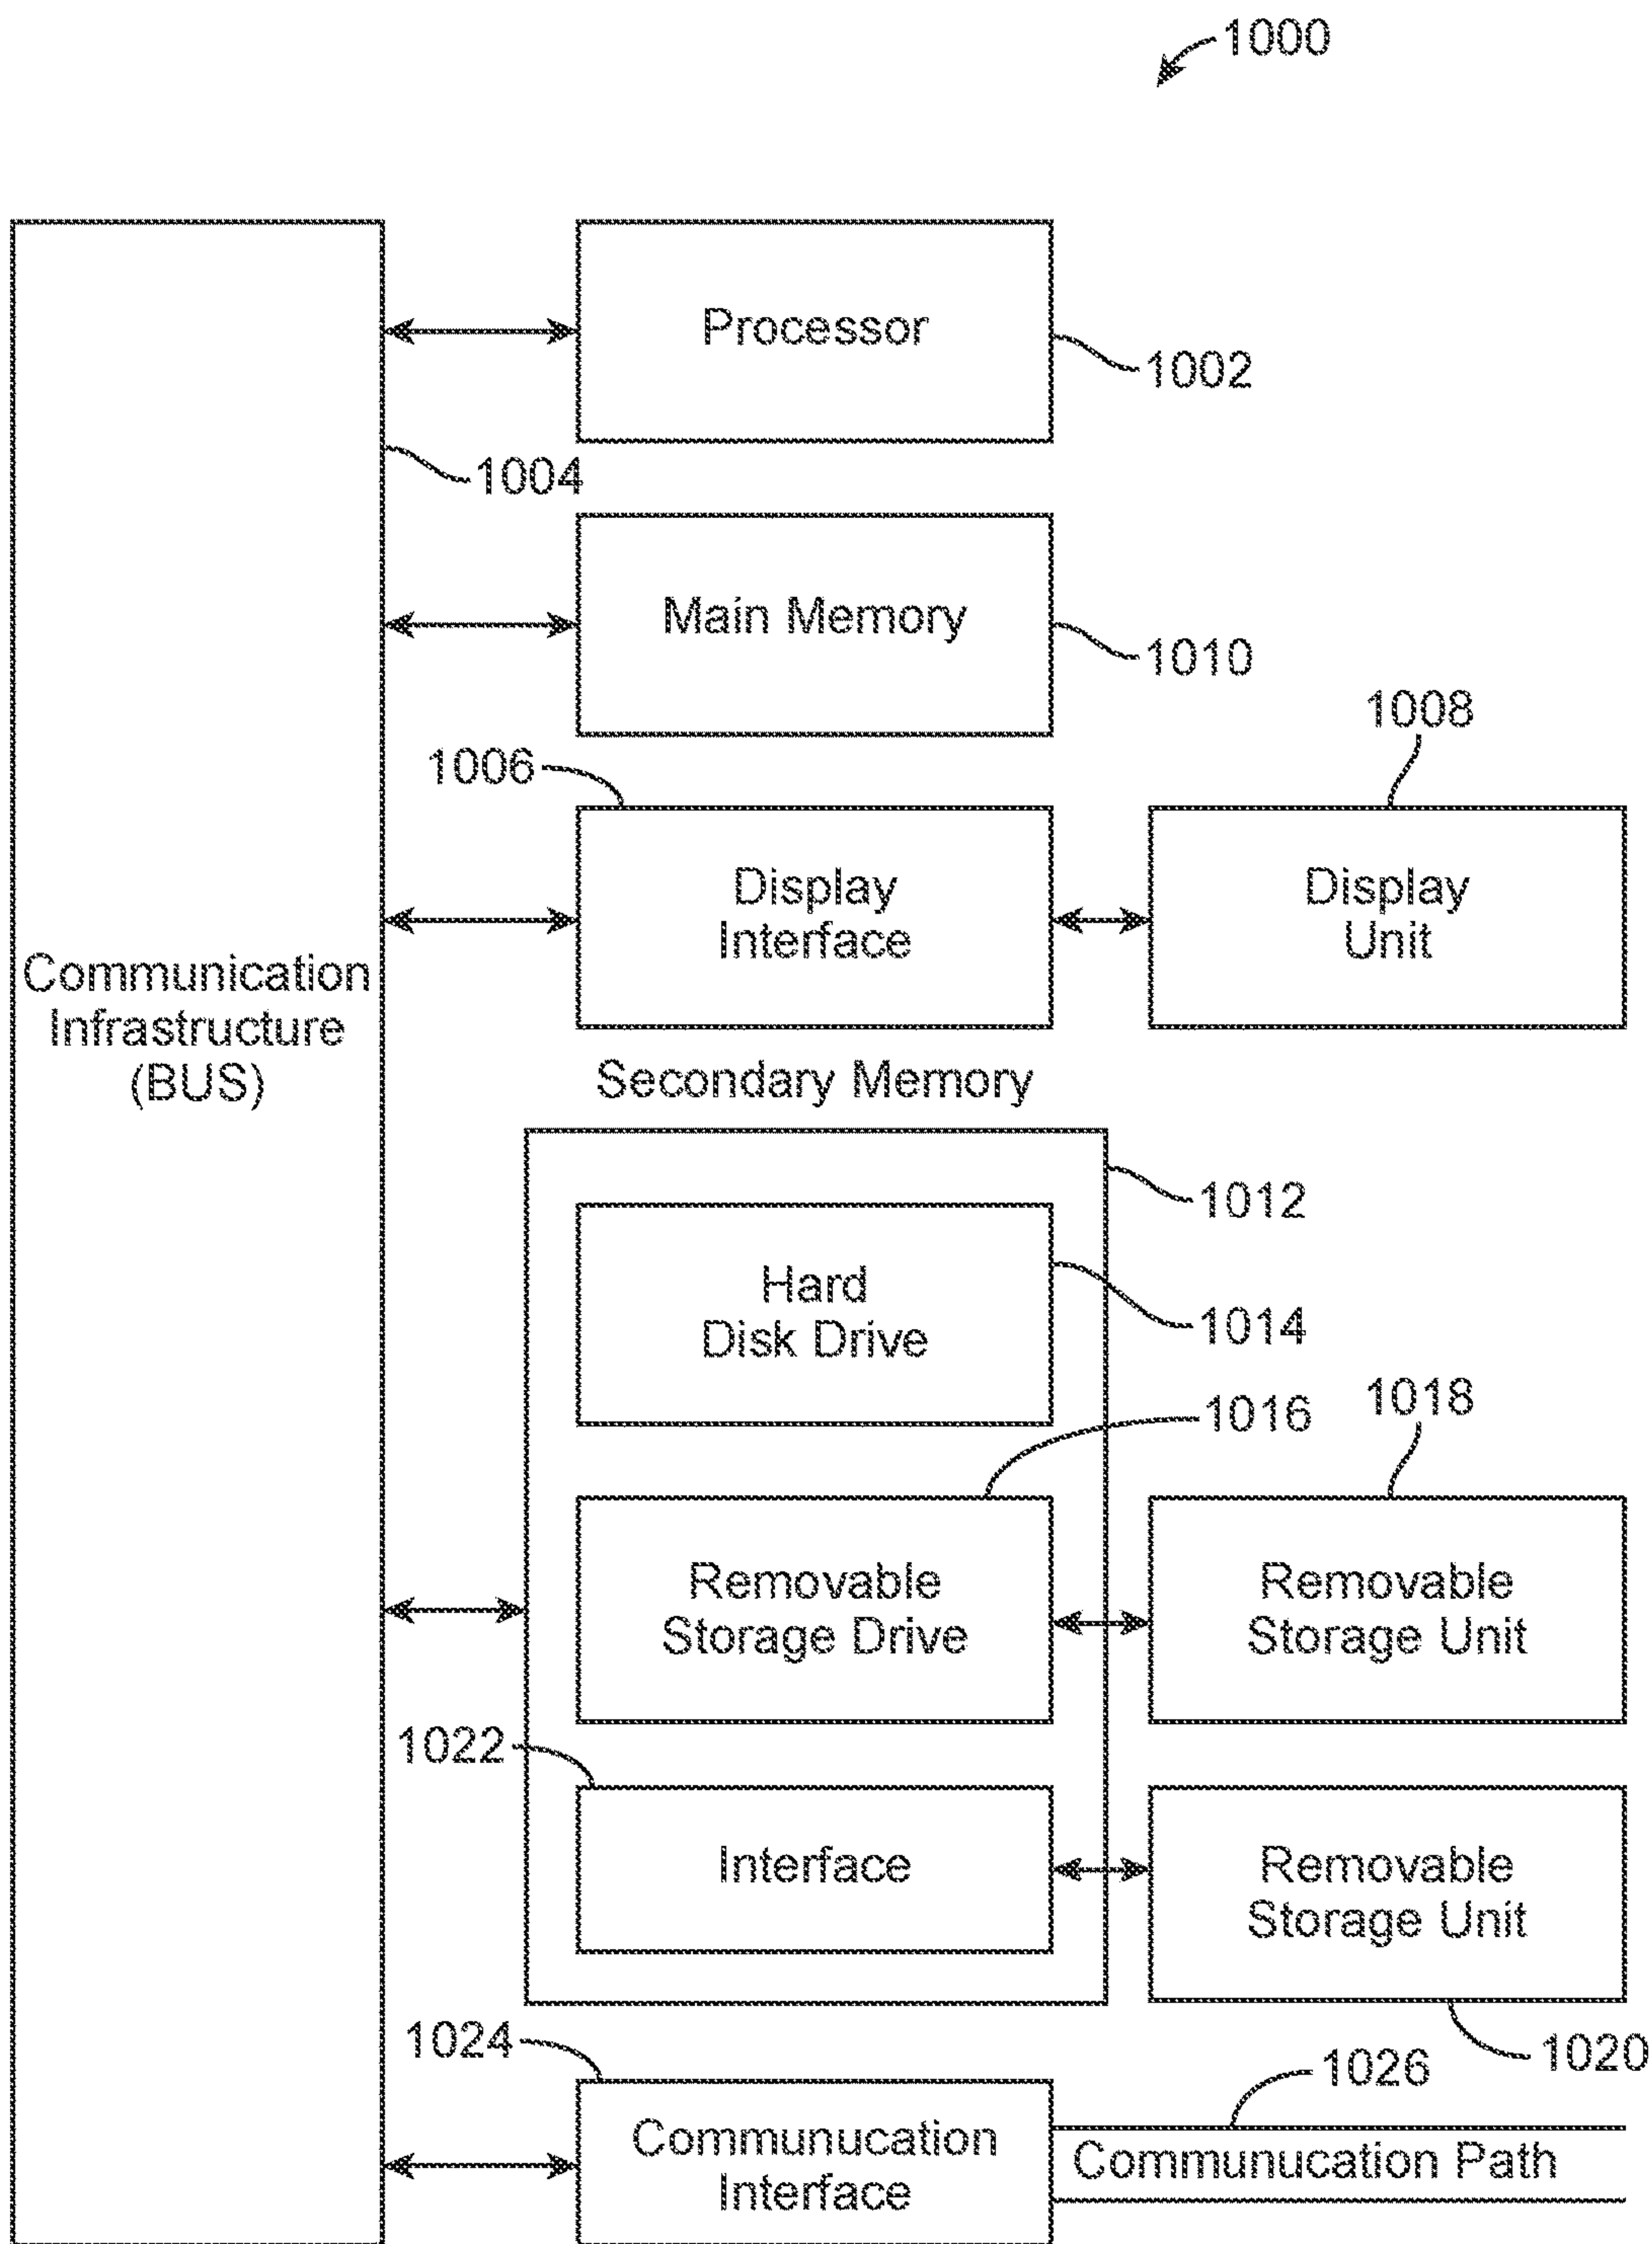 1000
Processor
1002
1004
Main Memory
1010
1008
1006
Display
Interface
Display
Unit
Communication
Infrastructure
(BUS)
Secondary Memory
1012
Hard
Disk Drive
1014
1016
1018
Removable
Storage Drive
Removable
Storage Unit
1022
Interface
Removable
Storage Unit
1020
1024
1026
Communucation
Interface
Communucation Path